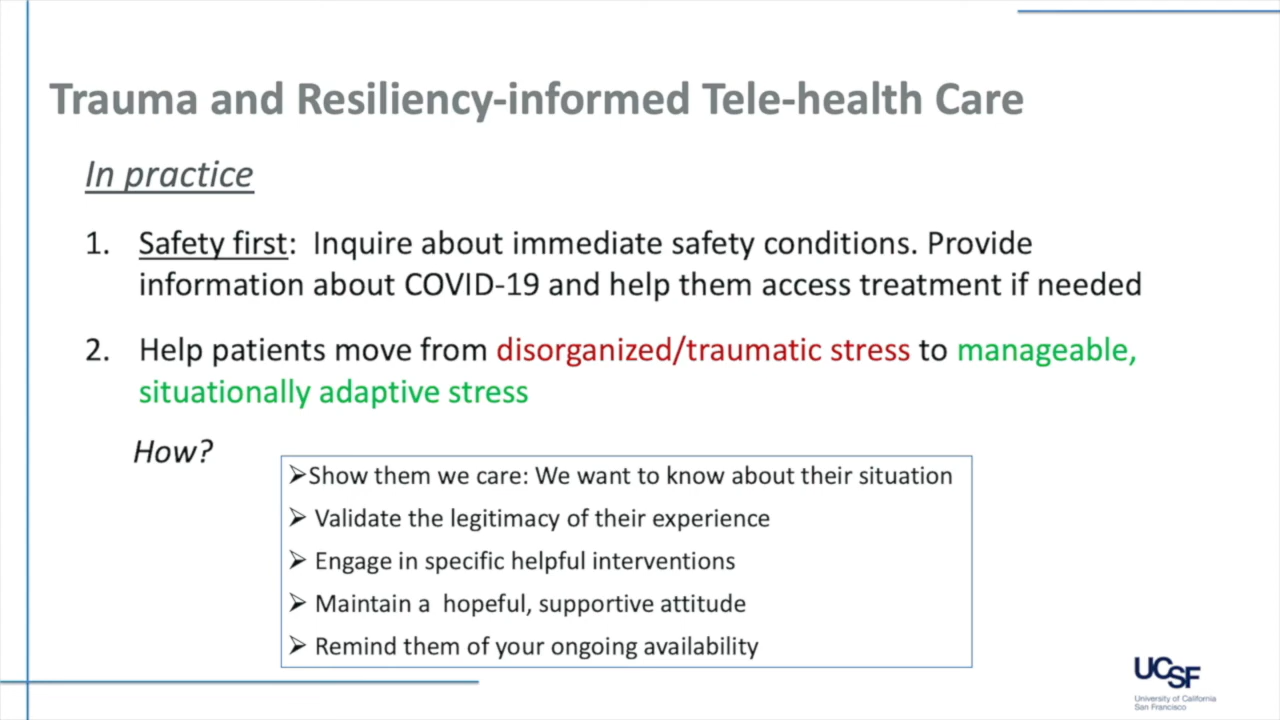 Trauma and Resiliency-informed Tele-health Care
In practice
1. Safety first: Inquire about immediate safety conditions. Provide
information about COVID-19 and help them access treatment if needed
2. Help patients move from disorganized/traumatic stress to manageable,
situationally adaptive stress
How?
➢Show them we care: We want to know about their situation
➢ Validate the legitimacy of their experience
➢ Engage in specific helpful interventions
➢ Maintain a hopeful, supportive attitude
➢ Remind them of your ongoing availability
UCSF
University of California
San Francisco